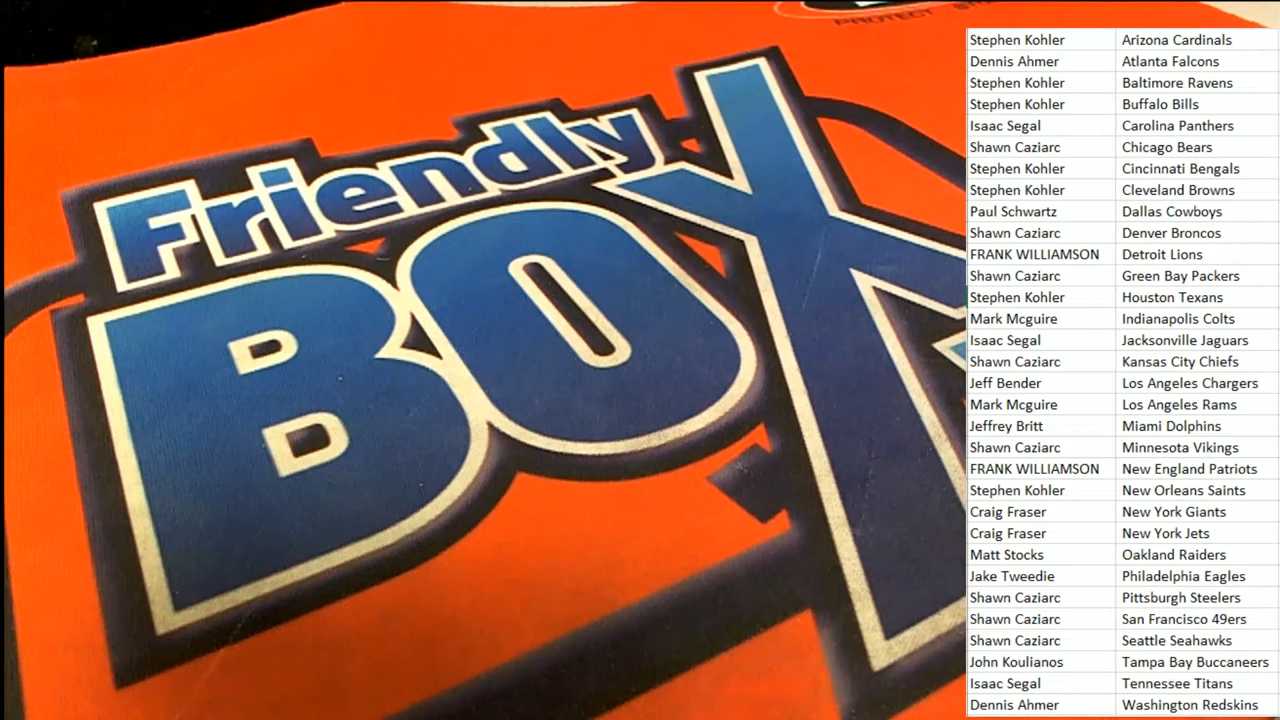 PROTECT
Friendly
BOX
Stephen Kohler Arizona Cardinals
Dennis Ahmer Atlanta Falcons
Stephen Kohler Baltimore Ravens
Stephen Kohler Buffalo Bills
Isaac Segal Carolina Panthers
Shawn Caziarc Chicago Bears
Stephen Kohler Cincinnati Bengals
Stephen Kohler Cleveland Browns
Paul Schwartz Dallas Cowboys
Shawn Caziarc Denver Broncos
FRANK WILLIAMSON Detroit Lions
Shawn Caziarc Green Bay Packers
Stephen Kohler Houston Texans
Mark Mcguire Indianapolis Colts
Isaac Segal Jacksonville Jaguars
Shawn Caziarc Kansas City Chiefs
Jeff Bender Los Angeles Chargers
Mark Mcguire Los Angeles Rams
Jeffrey Britt Miami Dolphins
Shawn Caziarc Minnesota Vikings
FRANK WILLIAMSON New England Patriots
Stephen Kohler New Orleans Saints
Craig Fraser New York Giants
Craig Fraser New York Jets
Matt Stocks Oakland Raiders
Jake Tweedie Philadelphia Eagles
Shawn Caziarc Pittsburgh Steelers
Shawn Caziarc San Francisco 49ers
Shawn Caziarc Seattle Seahawks
John Koulianos Tampa Bay Buccaneers
Isaac Segal Tennessee Titans
Dennis Ahmer Washington Redskins